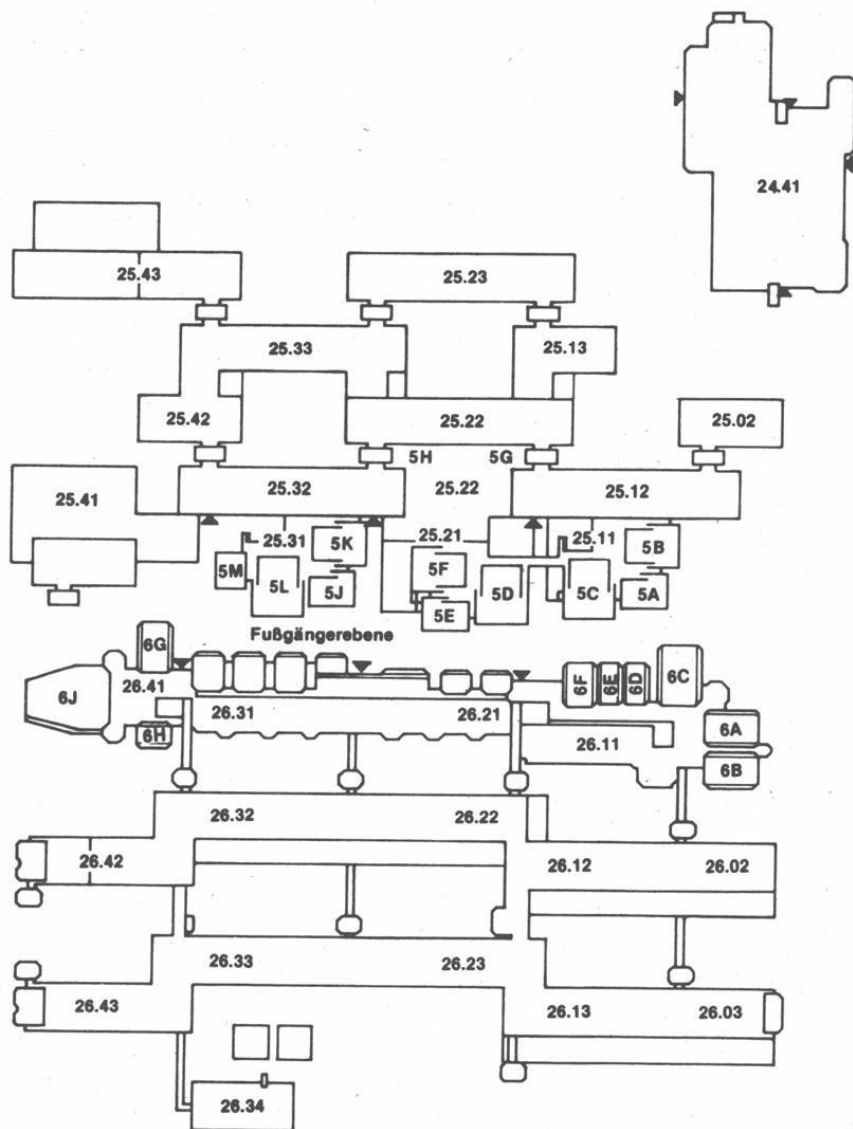 24.41
25.43
25.23
25.33
25.13
25.42
25.22
25.02
5H
5G
25.41
25.32
25.22
25.12
25.31
5K
25.21
25.11
5B
5M
5L
5J
5F
5E
5D
5C
5A
Fußgängerebene
6G
26.41
6J
6H
26.31
26.21
6F
6E
6D
6C
6A
26.11
6B
26.32
26.22
26.42
26.12
26.02
26.33
26.23
26.43
26.13
26.03
26.34